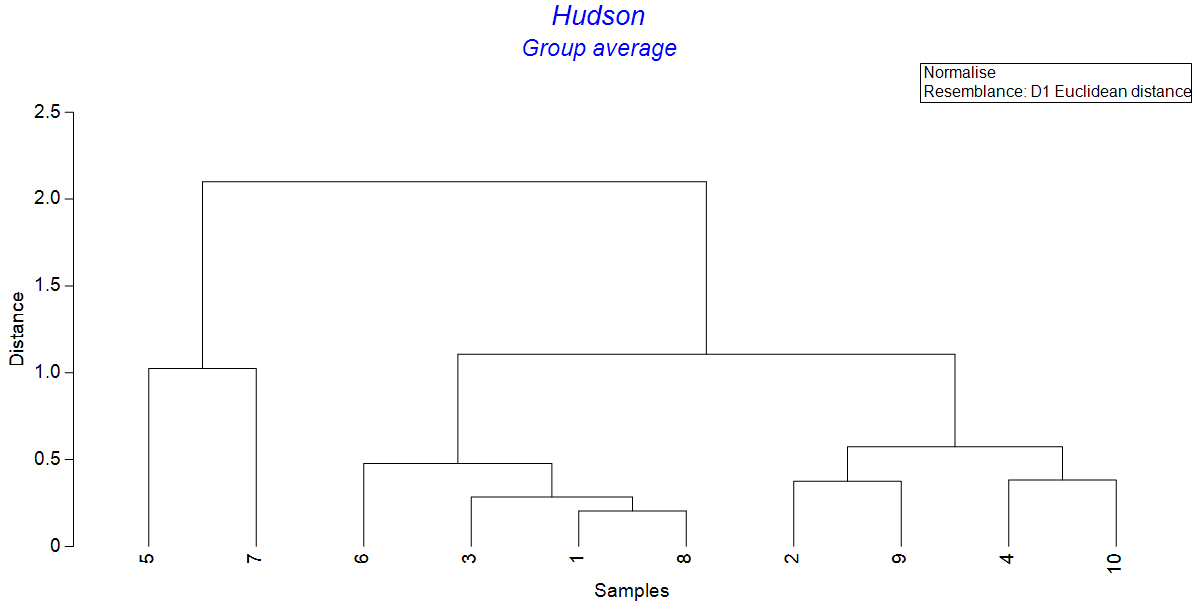 Hudson
Group average
Normalise
Resemblance: D1 Euclidean distance
2.5
2.0
1.5
1.0
0.5
0
Distance
5 7 6 3 1 8 2 9 4 10
Samples